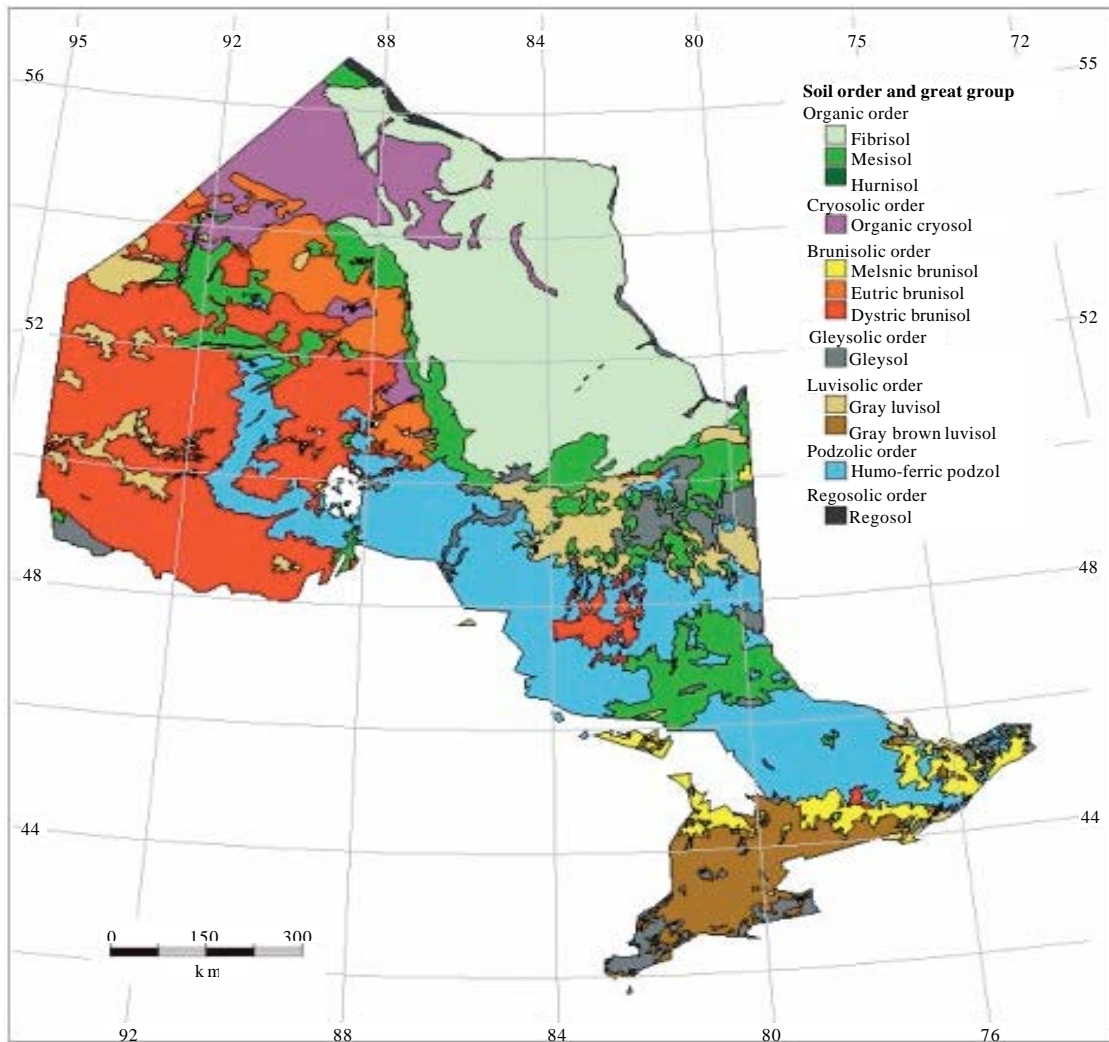 95 92 88 84 80 75 72
56 55
Soil order and great group
Organic order
Fibrisol
Mesisol
Hurnisol
Cryosolic order
Organic cryosol
Brunisolic order
Melsnic brunisol
Eutric brunisol
Dystric brunisol
52 52
Gleysolic order
Gleysol
Luvisolic order
Gray luvisol
Gray brown luvisol
Podzolic order
Humo-ferric podzol
Regosolic order
Regosol
48 48
44 44
0 150 300
km
92 88 84 80 76